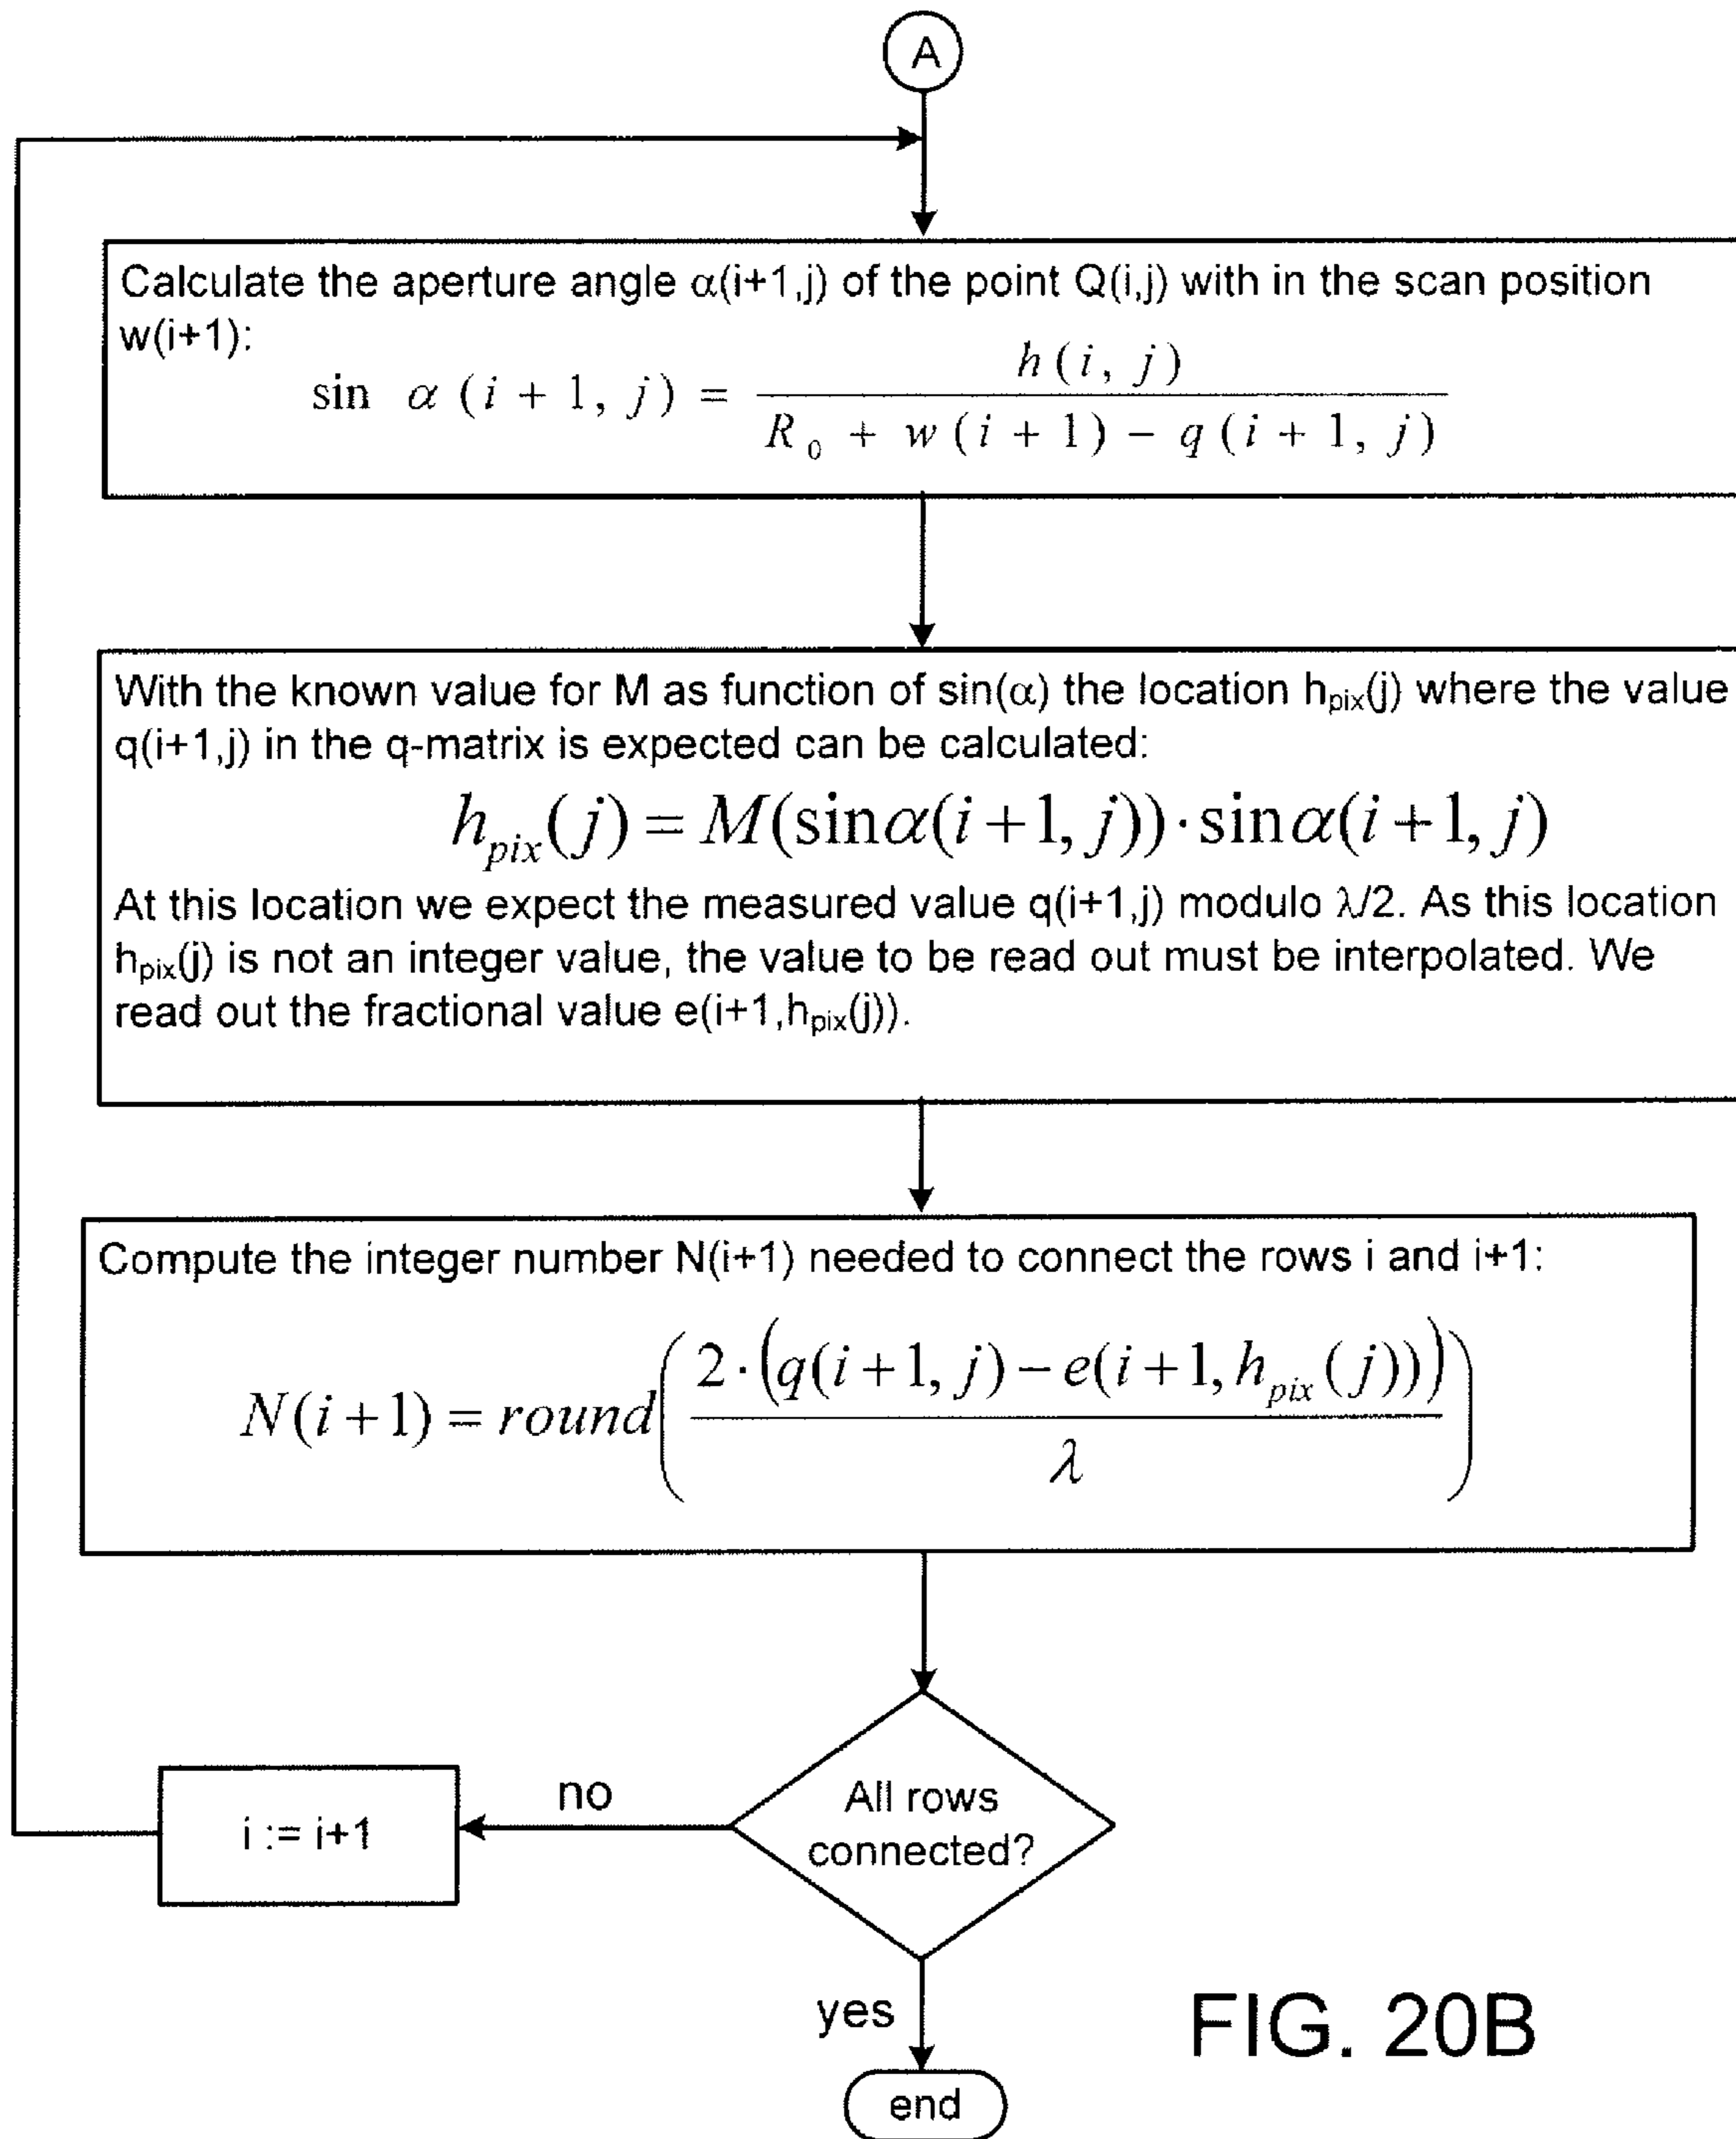 A
Calculate the aperture angle α(i+1,j) of the point Q(i,j) with in the scan position
w(i+1):
sin α (i + 1, j) = h (i, j) / (R₀ + w (i + 1) − q (i + 1, j))
With the known value for M as function of sin(α) the location h_pix(j) where the value
q(i+1,j) in the q-matrix is expected can be calculated:
h_pix(j) = M(sinα(i+1, j))·sinα(i+1, j)
At this location we expect the measured value q(i+1,j) modulo λ/2. As this location
h_pix(j) is not an integer value, the value to be read out must be interpolated. We
read out the fractional value e(i+1,h_pix(j)).
Compute the integer number N(i+1) needed to connect the rows i and i+1:
N(i+1) = round(2·(q(i+1, j) − e(i+1, h_pix(j))) / λ)
All rows
connected?
no
i := i+1
yes
end
FIG. 20B